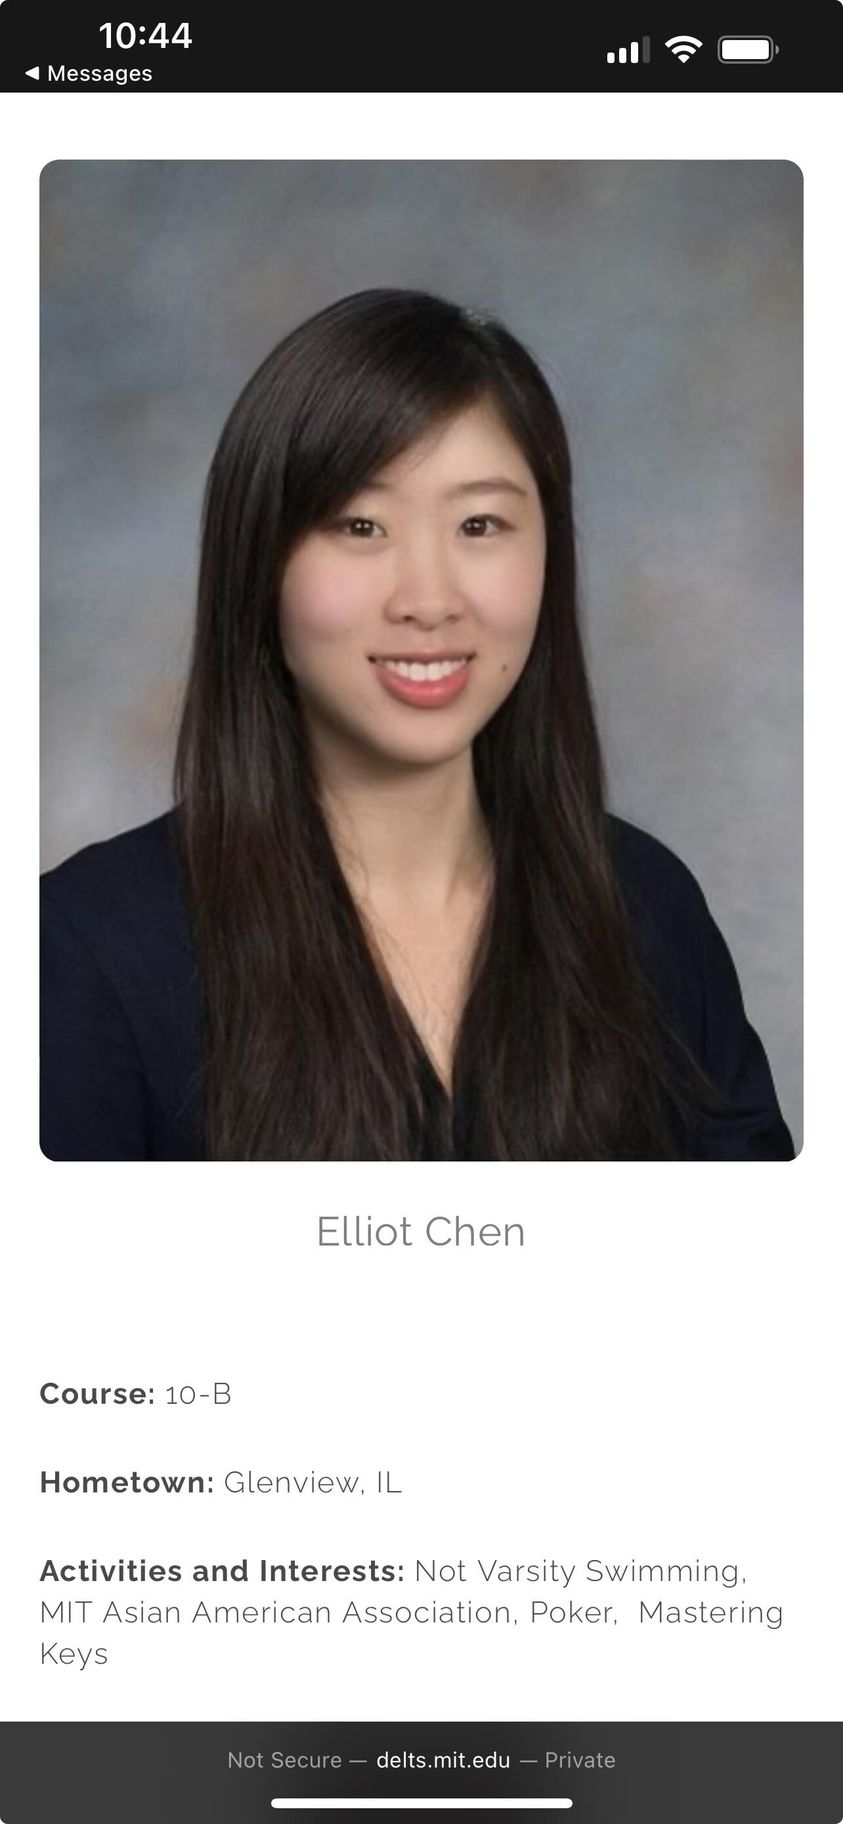 10:44
◀ Messages
Elliot Chen
Course: 10-B
Hometown: Glenview, IL
Activities and Interests: Not Varsity Swimming,
MIT Asian American Association, Poker,  Mastering
Keys
Not Secure — delts.mit.edu — Private